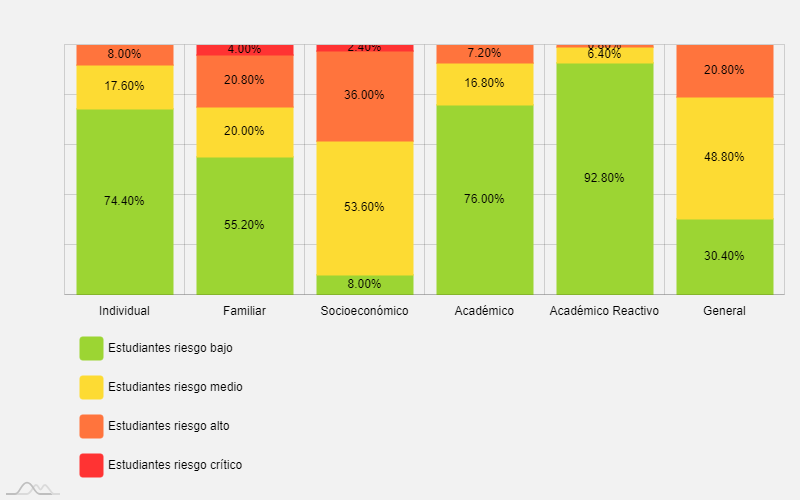 8.00%
17.60%
74.40%
4.00%
20.80%
20.00%
55.20%
2.40%
36.00%
53.60%
8.00%
7.20%
16.80%
76.00%
6.40%
92.80%
20.80%
48.80%
30.40%
Individual
Familiar
Socioeconómico
Académico
Académico Reactivo
General
Estudiantes riesgo bajo
Estudiantes riesgo medio
Estudiantes riesgo alto
Estudiantes riesgo crítico